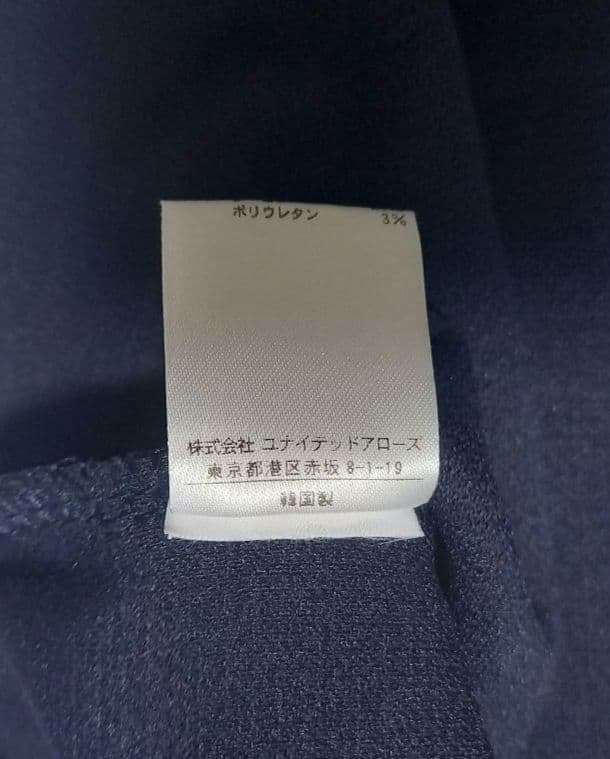 ポリウレタン 3%
株式会社 ユナイテッドアローズ
東京都港区赤坂 8-1-19
韓国製